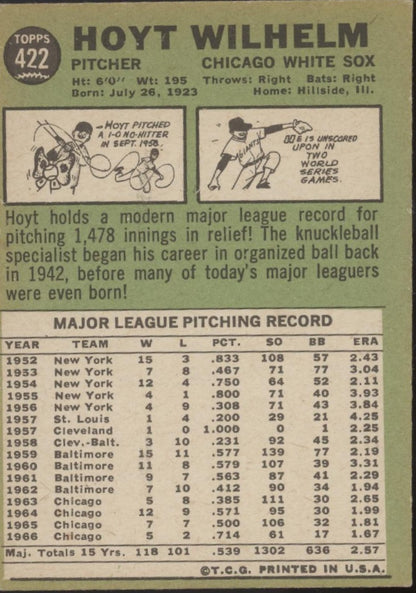 TOPPS
422
HOYT WILHELM
PITCHER CHICAGO WHITE SOX
Ht: 6'0" Wt: 195 Throws: Right Bats: Right
Born: July 26, 1923 Home: Hillside, Ill.
HOYT PITCHED
A 1-0 NO-HITTER
IN SEPT. 1958.
HE IS UNSCORED
UPON IN
TWO
WORLD
SERIES
GAMES.
GIANTS
Hoyt holds a modern major league record for
pitching 1,478 innings in relief! The knuckleball
specialist began his career in organized ball back
in 1942, before many of today's major leaguers
were even born!
MAJOR LEAGUE PITCHING RECORD
YEAR TEAM W L PCT. SO BB ERA
1952 New York 15 3 .833 108 57 2.43
1953 New York 7 8 .467 71 77 3.04
1954 New York 12 4 .750 64 52 2.11
1955 New York 4 1 .800 71 40 3.93
1956 New York 4 9 .308 71 43 3.84
1957 St. Louis 1 4 .200 29 21 4.25
1957 Cleveland 1 0 1.000 0 1 2.25
1958 Clev.-Balt. 3 10 .231 92 45 2.34
1959 Baltimore 15 11 .577 139 77 2.19
1960 Baltimore 11 8 .579 107 39 3.31
1961 Baltimore 9 7 .563 87 41 2.29
1962 Baltimore 7 10 .412 90 34 1.94
1963 Chicago 5 8 .385 111 30 2.65
1964 Chicago 12 9 .571 95 30 1.99
1965 Chicago 7 7 .500 106 32 1.81
1966 Chicago 5 2 .714 61 17 1.67
Maj. Totals 15 Yrs. 118 101 .539 1302 636 2.57
©T.C.G. PRINTED IN U.S.A.